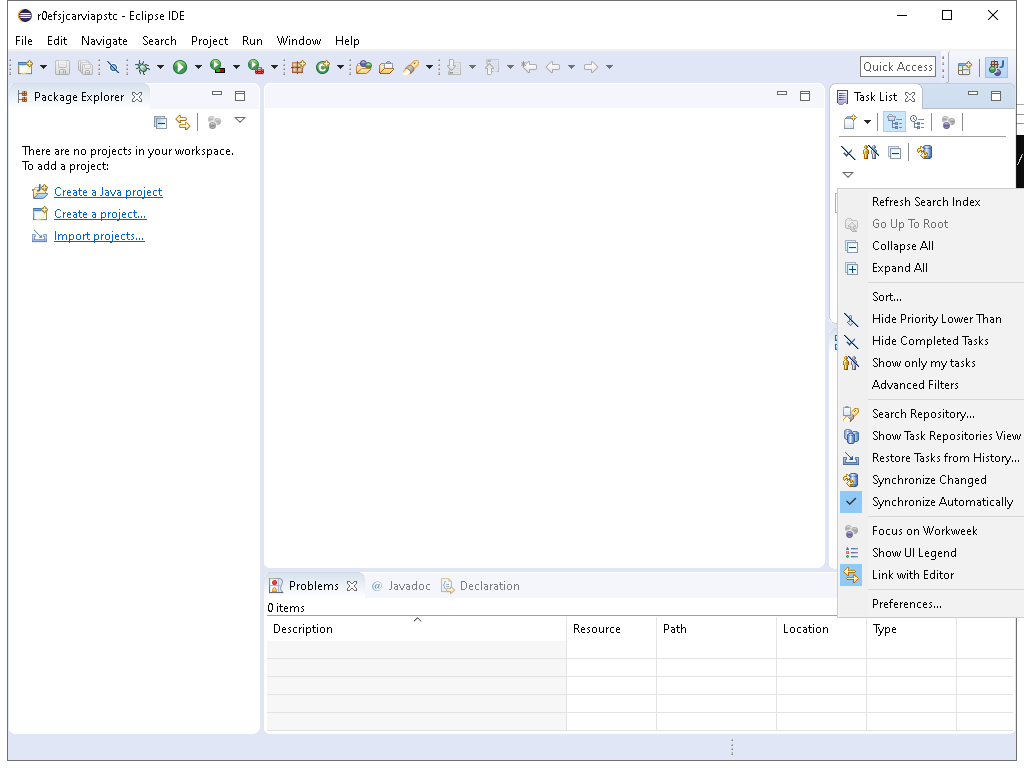 r0efsjcarviapstc - Eclipse IDE
File Edit Navigate Search Project Run Window Help
Quick Access
Package Explorer
Task List
There are no projects in your workspace.
To add a project:
Create a Java project
Create a project...
Import projects...
Refresh Search Index
Go Up To Root
Collapse All
Expand All
Sort...
Hide Priority Lower Than
Hide Completed Tasks
Show only my tasks
Advanced Filters
Search Repository...
Show Task Repositories View
Restore Tasks from History...
Synchronize Changed
Synchronize Automatically
Focus on Workweek
Show UI Legend
Link with Editor
Preferences...
Problems @ Javadoc Declaration
0 items
Description Resource Path Location Type